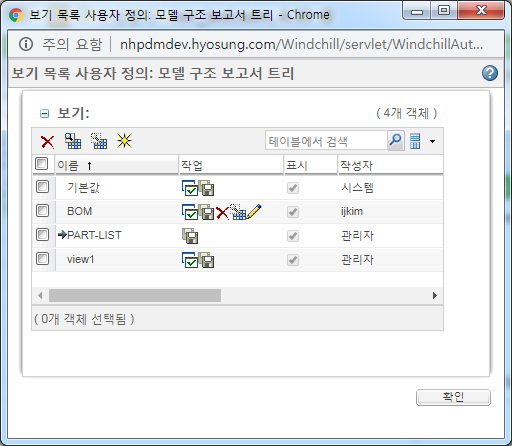 보기 목록 사용자 정의: 모델 구조 보고서 트리 - Chrome
주의 요함 | nhpdmdev.hyosung.com/Windchill/servlet/WindchillAut...
보기 목록 사용자 정의: 모델 구조 보고서 트리
보기: ( 4개 객체 )
테이블에서 검색
이름 작업 표시 작성자
기본값 시스템
BOM ijkim
PART-LIST 관리자
view1 관리자
( 0개 객체 선택됨 )
확인